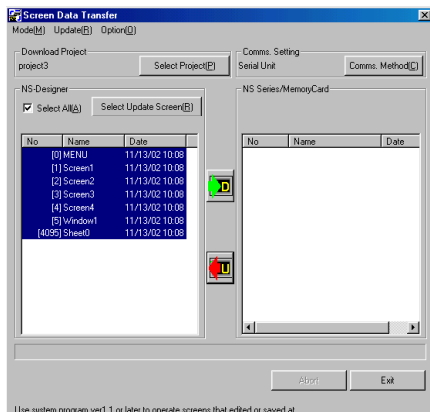 Screen Data Transfer
Mode[M] Update(R) Option(O)
Download Project
project3
Select Project(P)
Comms. Setting
Serial Unit
Comms. Method(C)
NS-Designer
Select All(A)
Select Update Screen(R)
NS Series/MemoryCard
No Name Date
[0] MENU 11/13/02 10:08
[1] Screen1 11/13/02 10:08
[2] Screen2 11/13/02 10:08
[3] Screen3 11/13/02 10:08
[4] Screen4 11/13/02 10:08
[5] Window1 11/13/02 10:08
[4095] Sheet0 11/13/02 10:08
No Name Date
D
U
Abort
Exit
Use system program ver1.1 or later to operate screens that edited or saved at